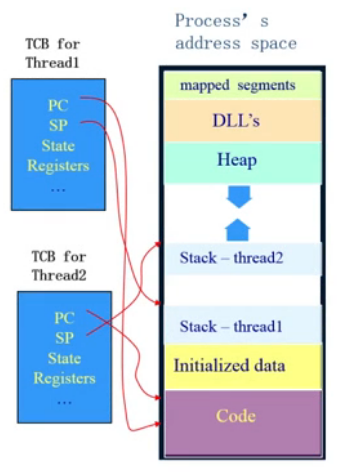 Process's
address space
TCB for
Thread1
PC
SP
State
Registers
...
mapped segments
DLL's
Heap
Stack – thread2
Stack – thread1
Initialized data
Code
TCB for
Thread2
PC
SP
State
Registers
...